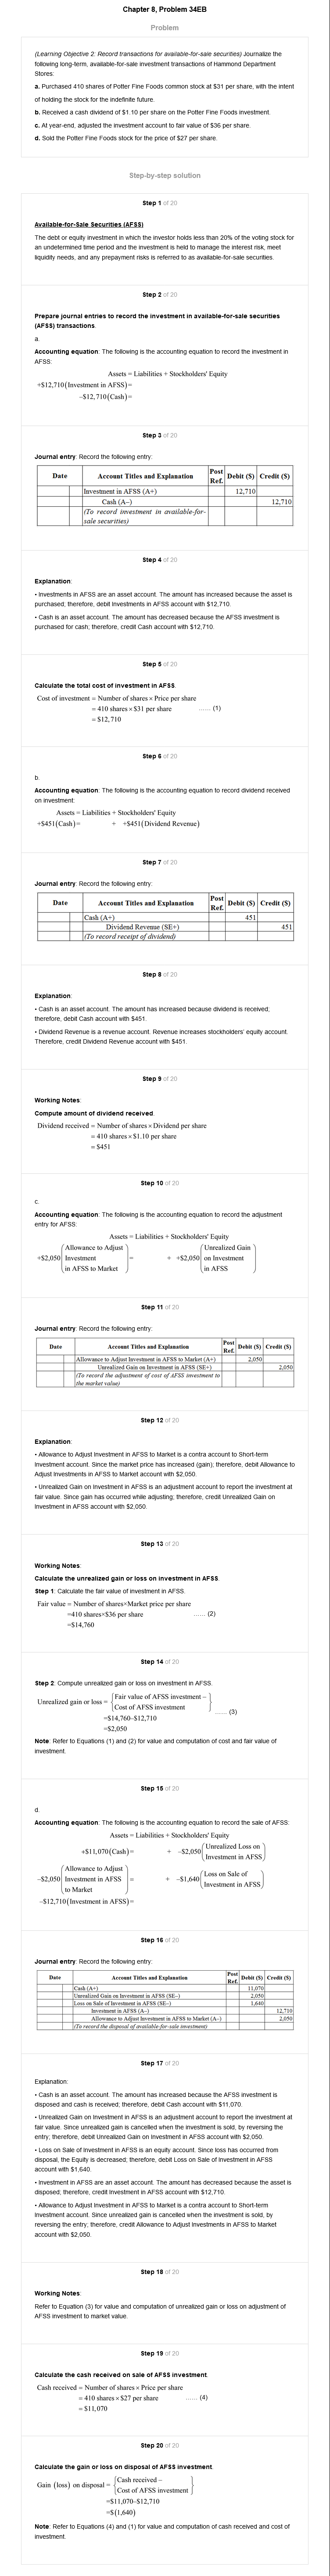 Chapter 8, Problem 34EB
Problem
(Learning Objective 2: Record transactions for available-for-sale securities) Journalize the
following long-term, available-for-sale investment transactions of Hammond Department
Stores:
a. Purchased 410 shares of Potter Fine Foods common stock at $31 per share, with the intent
of holding the stock for the indefinite future.
b. Received a cash dividend of $1.10 per share on the Potter Fine Foods investment.
c. At year-end, adjusted the investment account to fair value of $36 per share.
d. Sold the Potter Fine Foods stock for the price of $27 per share.
Step-by-step solution
Step 1 of 20
Available-for-Sale Securities (AFSS)
The debt or equity investment in which the investor holds less than 20% of the voting stock for
an undetermined time period and the investment is held to manage the interest risk, meet
liquidity needs, and any prepayment risks is referred to as available-for-sale securities.
Step 2 of 20
Prepare journal entries to record the investment in available-for-sale securities
(AFSS) transactions.
a.
Accounting equation: The following is the accounting equation to record the investment in
AFSS:
Assets = Liabilities + Stockholders' Equity
+$12,710(Investment in AFSS)=
–$12,710(Cash)=
Step 3 of 20
Journal entry: Record the following entry:
Date Account Titles and Explanation Post Ref. Debit ($) Credit ($)
Investment in AFSS (A+) 12,710
Cash (A–) 12,710
(To record investment in available-for-
sale securities)
Step 4 of 20
Explanation:
• Investments in AFSS are an asset account. The amount has increased because the asset is
purchased; therefore, debit Investments in AFSS account with $12,710.
• Cash is an asset account. The amount has decreased because the AFSS investment is
purchased for cash; therefore, credit Cash account with $12,710.
Step 5 of 20
Calculate the total cost of investment in AFSS.
Cost of investment = Number of shares × Price per share
= 410 shares × $31 per share ...... (1)
= $12,710
Step 6 of 20
b.
Accounting equation: The following is the accounting equation to record dividend received
on investment:
Assets = Liabilities + Stockholders' Equity
+$451(Cash)= + +$451(Dividend Revenue)
Step 7 of 20
Journal entry: Record the following entry:
Date Account Titles and Explanation Post Ref. Debit ($) Credit ($)
Cash (A+) 451
Dividend Revenue (SE+) 451
(To record receipt of dividend)
Step 8 of 20
Explanation:
• Cash is an asset account. The amount has increased because dividend is received;
therefore, debit Cash account with $451.
• Dividend Revenue is a revenue account. Revenue increases stockholders' equity account.
Therefore, credit Dividend Revenue account with $451.
Step 9 of 20
Working Notes:
Compute amount of dividend received.
Dividend received = Number of shares × Dividend per share
= 410 shares × $1.10 per share
= $451
Step 10 of 20
c.
Accounting equation: The following is the accounting equation to record the adjustment
entry for AFSS:
Assets = Liabilities + Stockholders' Equity
+$2,050(Allowance to Adjust Investment in AFSS to Market)= + +$2,050(Unrealized Gain on Investment in AFSS)
Step 11 of 20
Journal entry: Record the following entry:
Date Account Titles and Explanation Post Ref. Debit ($) Credit ($)
Allowance to Adjust Investment in AFSS to Market (A+) 2,050
Unrealized Gain on Investment in AFSS (SE+) 2,050
(To record the adjustment of cost of AFSS investment to
the market value)
Step 12 of 20
Explanation:
• Allowance to Adjust Investment in AFSS to Market is a contra account to Short-term
Investment account. Since the market price has increased (gain); therefore, debit Allowance to
Adjust Investments in AFSS to Market account with $2,050.
• Unrealized Gain on Investment in AFSS is an adjustment account to report the investment at
fair value. Since gain has occurred while adjusting; therefore, credit Unrealized Gain on
Investment in AFSS account with $2,050.
Step 13 of 20
Working Notes:
Calculate the unrealized gain or loss on investment in AFSS.
Step 1: Calculate the fair value of investment in AFSS.
Fair value = Number of shares×Market price per share
=410 shares×$36 per share ...... (2)
=$14,760
Step 14 of 20
Step 2: Compute unrealized gain or loss on investment in AFSS.
Unrealized gain or loss = {Fair value of AFSS investment – Cost of AFSS investment} ...... (3)
=$14,760–$12,710
=$2,050
Note: Refer to Equations (1) and (2) for value and computation of cost and fair value of
investment.
Step 15 of 20
d.
Accounting equation: The following is the accounting equation to record the sale of AFSS:
Assets = Liabilities + Stockholders' Equity
+$11,070(Cash)= + –$2,050(Unrealized Loss on Investment in AFSS)
–$2,050(Allowance to Adjust Investment in AFSS to Market)= + –$1,640(Loss on Sale of Investment in AFSS)
–$12,710(Investment in AFSS)=
Step 16 of 20
Journal entry: Record the following entry:
Date Account Titles and Explanation Post Ref. Debit ($) Credit ($)
Cash (A+) 11,070
Unrealized Gain on Investment in AFSS (SE–) 2,050
Loss on Sale of Investment in AFSS (SE–) 1,640
Investment in AFSS (A–) 12,710
Allowance to Adjust Investment in AFSS to Market (A–) 2,050
(To record the disposal of available-for-sale investment)
Step 17 of 20
Explanation:
• Cash is an asset account. The amount has increased because the AFSS investment is
disposed and cash is received; therefore, debit Cash account with $11,070.
• Unrealized Gain on Investment in AFSS is an adjustment account to report the investment at
fair value. Since unrealized gain is cancelled when the investment is sold, by reversing the
entry; therefore, debit Unrealized Gain on Investment in AFSS account with $2,050.
• Loss on Sale of Investment in AFSS is an equity account. Since loss has occurred from
disposal, the Equity is decreased; therefore, debit Loss on Sale of Investment in AFSS
account with $1,640.
• Investment in AFSS are an asset account. The amount has decreased because the asset is
disposed; therefore, credit Investment in AFSS account with $12,710.
• Allowance to Adjust Investment in AFSS to Market is a contra account to Short-term
Investment account. Since unrealized gain is cancelled when the investment is sold, by
reversing the entry; therefore, credit Allowance to Adjust Investments in AFSS to Market
account with $2,050.
Step 18 of 20
Working Notes:
Refer to Equation (3) for value and computation of unrealized gain or loss on adjustment of
AFSS investment to market value.
Step 19 of 20
Calculate the cash received on sale of AFSS investment.
Cash received = Number of shares × Price per share
= 410 shares × $27 per share ...... (4)
= $11,070
Step 20 of 20
Calculate the gain or loss on disposal of AFSS investment.
Gain (loss) on disposal = {Cash received – Cost of AFSS investment}
=$11,070–$12,710
=$(1,640)
Note: Refer to Equations (4) and (1) for value and computation of cash received and cost of
investment.